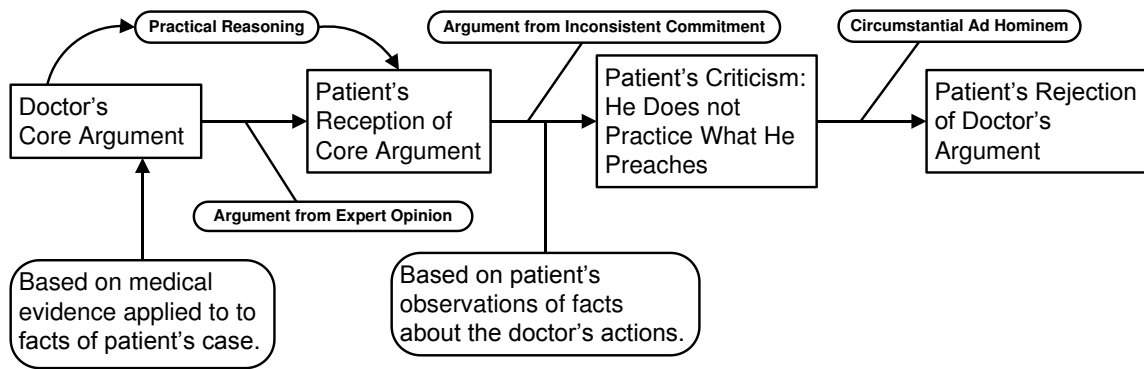 Practical Reasoning
Argument from Inconsistent Commitment
Circumstantial Ad Hominem
Doctor's
Core Argument
Patient's
Reception of
Core Argument
Patient's Criticism:
He Does not
Practice What He
Preaches
Patient's Rejection
of Doctor's
Argument
Argument from Expert Opinion
Based on medical
evidence applied to to
facts of patient's case.
Based on patient's
observations of facts
about the doctor's actions.